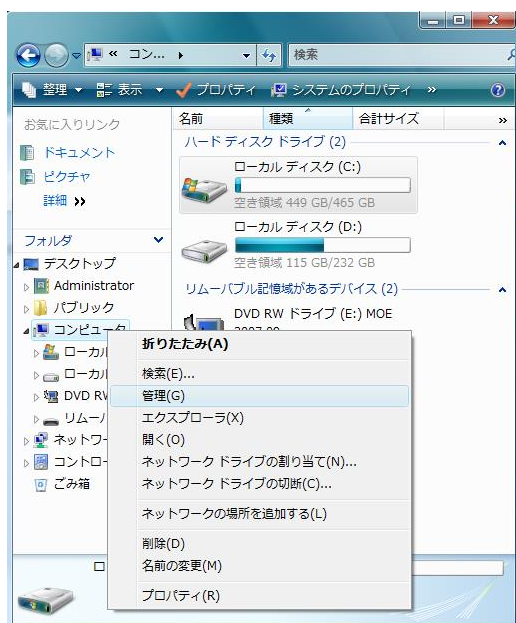 « コン...
検索
整理 表示 プロパティ システムのプロパティ »
お気に入りリンク
ドキュメント
ピクチャ
詳細 »
フォルダ
デスクトップ
Administrator
パブリック
コンピュータ
ローカル
ローカル
DVD RW
リムーバ
ネットワー
コントロー
ごみ箱
名前 種類 合計サイズ »
ハード ディスク ドライブ (2)
ローカル ディスク (C:)
空き領域 449 GB/465 GB
ローカル ディスク (D:)
空き領域 115 GB/232 GB
リムーバブル記憶域があるデバイス (2)
DVD RW ドライブ (E:) MOE
折りたたみ(A)
検索(E)...
管理(G)
エクスプローラ(X)
開く(O)
ネットワーク ドライブの割り当て(N)...
ネットワーク ドライブの切断(C)...
ネットワークの場所を追加する(L)
削除(D)
名前の変更(M)
プロパティ(R)